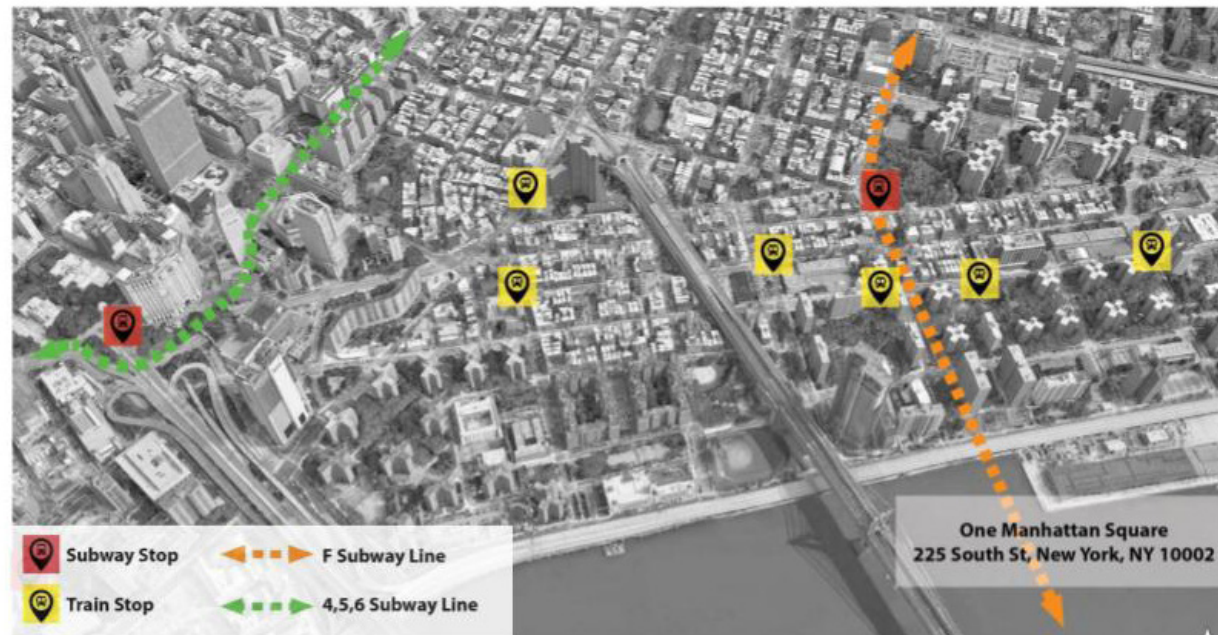 One Manhattan Square
225 South St, New York, NY 10002
Subway Stop
F Subway Line
Train Stop
4,5,6 Subway Line